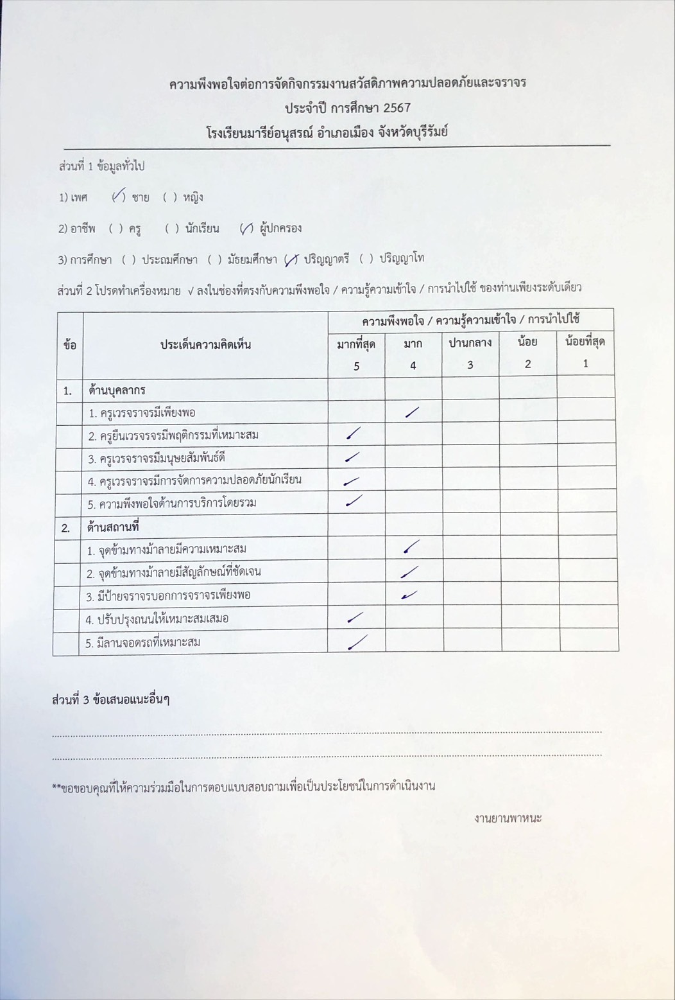 ความพึงพอใจต่อการจัดกิจกรรมงานสวัสดิภาพความปลอดภัยและจราจร
ประจำปี การศึกษา 2567
โรงเรียนมารีย์อนุสรณ์ อำเภอเมือง จังหวัดบุรีรัมย์
ส่วนที่ 1 ข้อมูลทั่วไป
1) เพศ (✓) ชาย ( ) หญิง
2) อาชีพ ( ) ครู ( ) นักเรียน (✓) ผู้ปกครอง
3) การศึกษา ( ) ประถมศึกษา ( ) มัธยมศึกษา (✓) ปริญญาตรี ( ) ปริญญาโท
ส่วนที่ 2 โปรดทำเครื่องหมาย √ ลงในช่องที่ตรงกับความพึงพอใจ / ความรู้ความเข้าใจ / การนำไปใช้ ของท่านเพียงระดับเดียว
ข้อ ประเด็นความคิดเห็น ความพึงพอใจ / ความรู้ความเข้าใจ / การนำไปใช้
มากที่สุด มาก ปานกลาง น้อย น้อยที่สุด
5 4 3 2 1
1. ด้านบุคลากร
1. ครูเวรจราจรมีเพียงพอ ✓
2. ครูยืนเวรจรจรมีพฤติกรรมที่เหมาะสม ✓
3. ครูเวรจราจรมีมนุษยสัมพันธ์ดี ✓
4. ครูเวรจราจรมีการจัดการความปลอดภัยนักเรียน ✓
5. ความพึงพอใจด้านการบริการโดยรวม ✓
2. ด้านสถานที่
1. จุดข้ามทางม้าลายมีความเหมาะสม ✓
2. จุดข้ามทางม้าลายมีสัญลักษณ์ที่ชัดเจน ✓
3. มีป้ายจราจรบอกการจราจรเพียงพอ ✓
4. ปรับปรุงถนนให้เหมาะสมเสมอ ✓
5. มีลานจอดรถที่เหมาะสม ✓
ส่วนที่ 3 ข้อเสนอแนะอื่นๆ
**ขอขอบคุณที่ให้ความร่วมมือในการตอบแบบสอบถามเพื่อเป็นประโยชน์ในการดำเนินงาน
งานยานพาหนะ